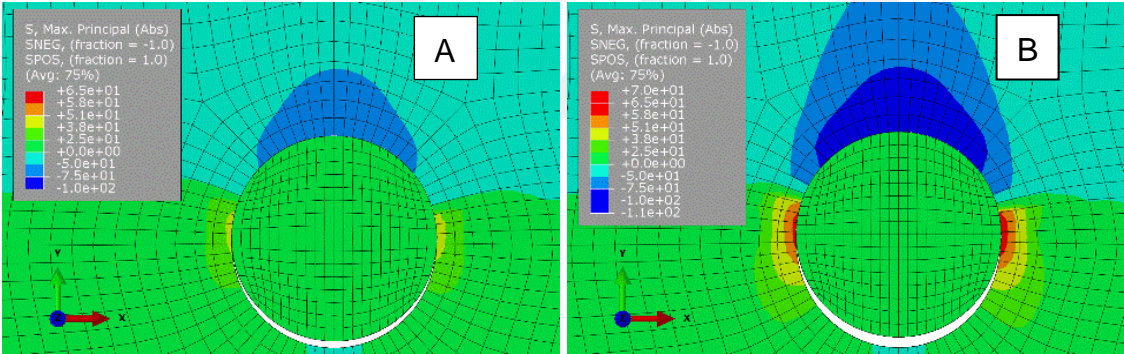 S, Max. Principal (Abs)
SNEG, (fraction = -1.0)
SPOS, (fraction = 1.0)
(Avg: 75%)
+6.5e+01
+5.8e+01
+5.1e+01
+3.8e+01
+2.5e+01
+0.0e+00
-5.0e+01
-7.5e+01
-1.0e+02
A
Y
Z
X
S, Max. Principal (Abs)
SNEG, (fraction = -1.0)
SPOS, (fraction = 1.0)
(Avg: 75%)
+7.0e+01
+6.5e+01
+5.8e+01
+5.1e+01
+3.8e+01
+2.5e+01
+0.0e+00
-5.0e+01
-7.5e+01
-1.0e+02
-1.1e+02
B
Y
Z
X